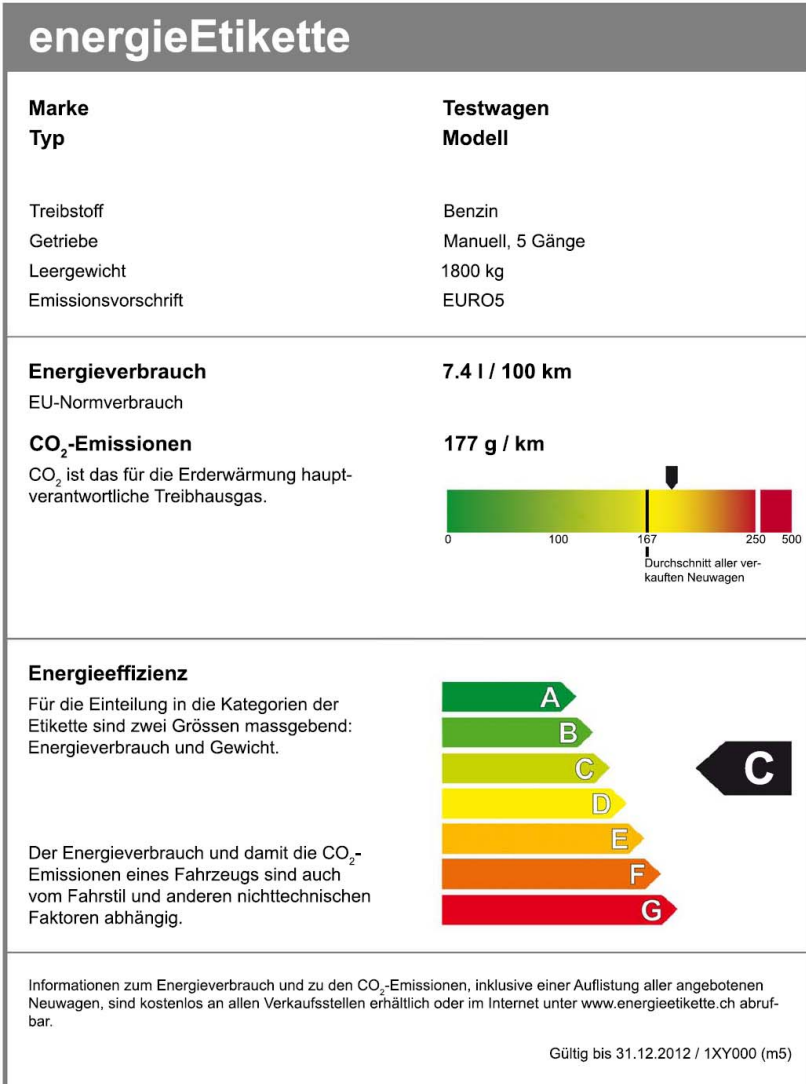 energieEtikette
Marke Testwagen
Typ Modell
Treibstoff Benzin
Getriebe Manuell, 5 Gänge
Leergewicht 1800 kg
Emissionsvorschrift EURO5
Energieverbrauch 7.4 l / 100 km
EU-Normverbrauch
CO₂-Emissionen 177 g / km
CO₂ ist das für die Erderwärmung haupt-
verantwortliche Treibhausgas.
0 100 167 250 500
Durchschnitt aller ver-
kauften Neuwagen
Energieeffizienz
Für die Einteilung in die Kategorien der
Etikette sind zwei Grössen massgebend:
Energieverbrauch und Gewicht.
A
B
C
C
D
E
F
G
Der Energieverbrauch und damit die CO₂-
Emissionen eines Fahrzeugs sind auch
vom Fahrstil und anderen nichttechnischen
Faktoren abhängig.
Informationen zum Energieverbrauch und zu den CO₂-Emissionen, inklusive einer Auflistung aller angebotenen
Neuwagen, sind kostenlos an allen Verkaufsstellen erhältlich oder im Internet unter www.energieetikette.ch abruf-
bar.
Gültig bis 31.12.2012 / 1XY000 (m5)